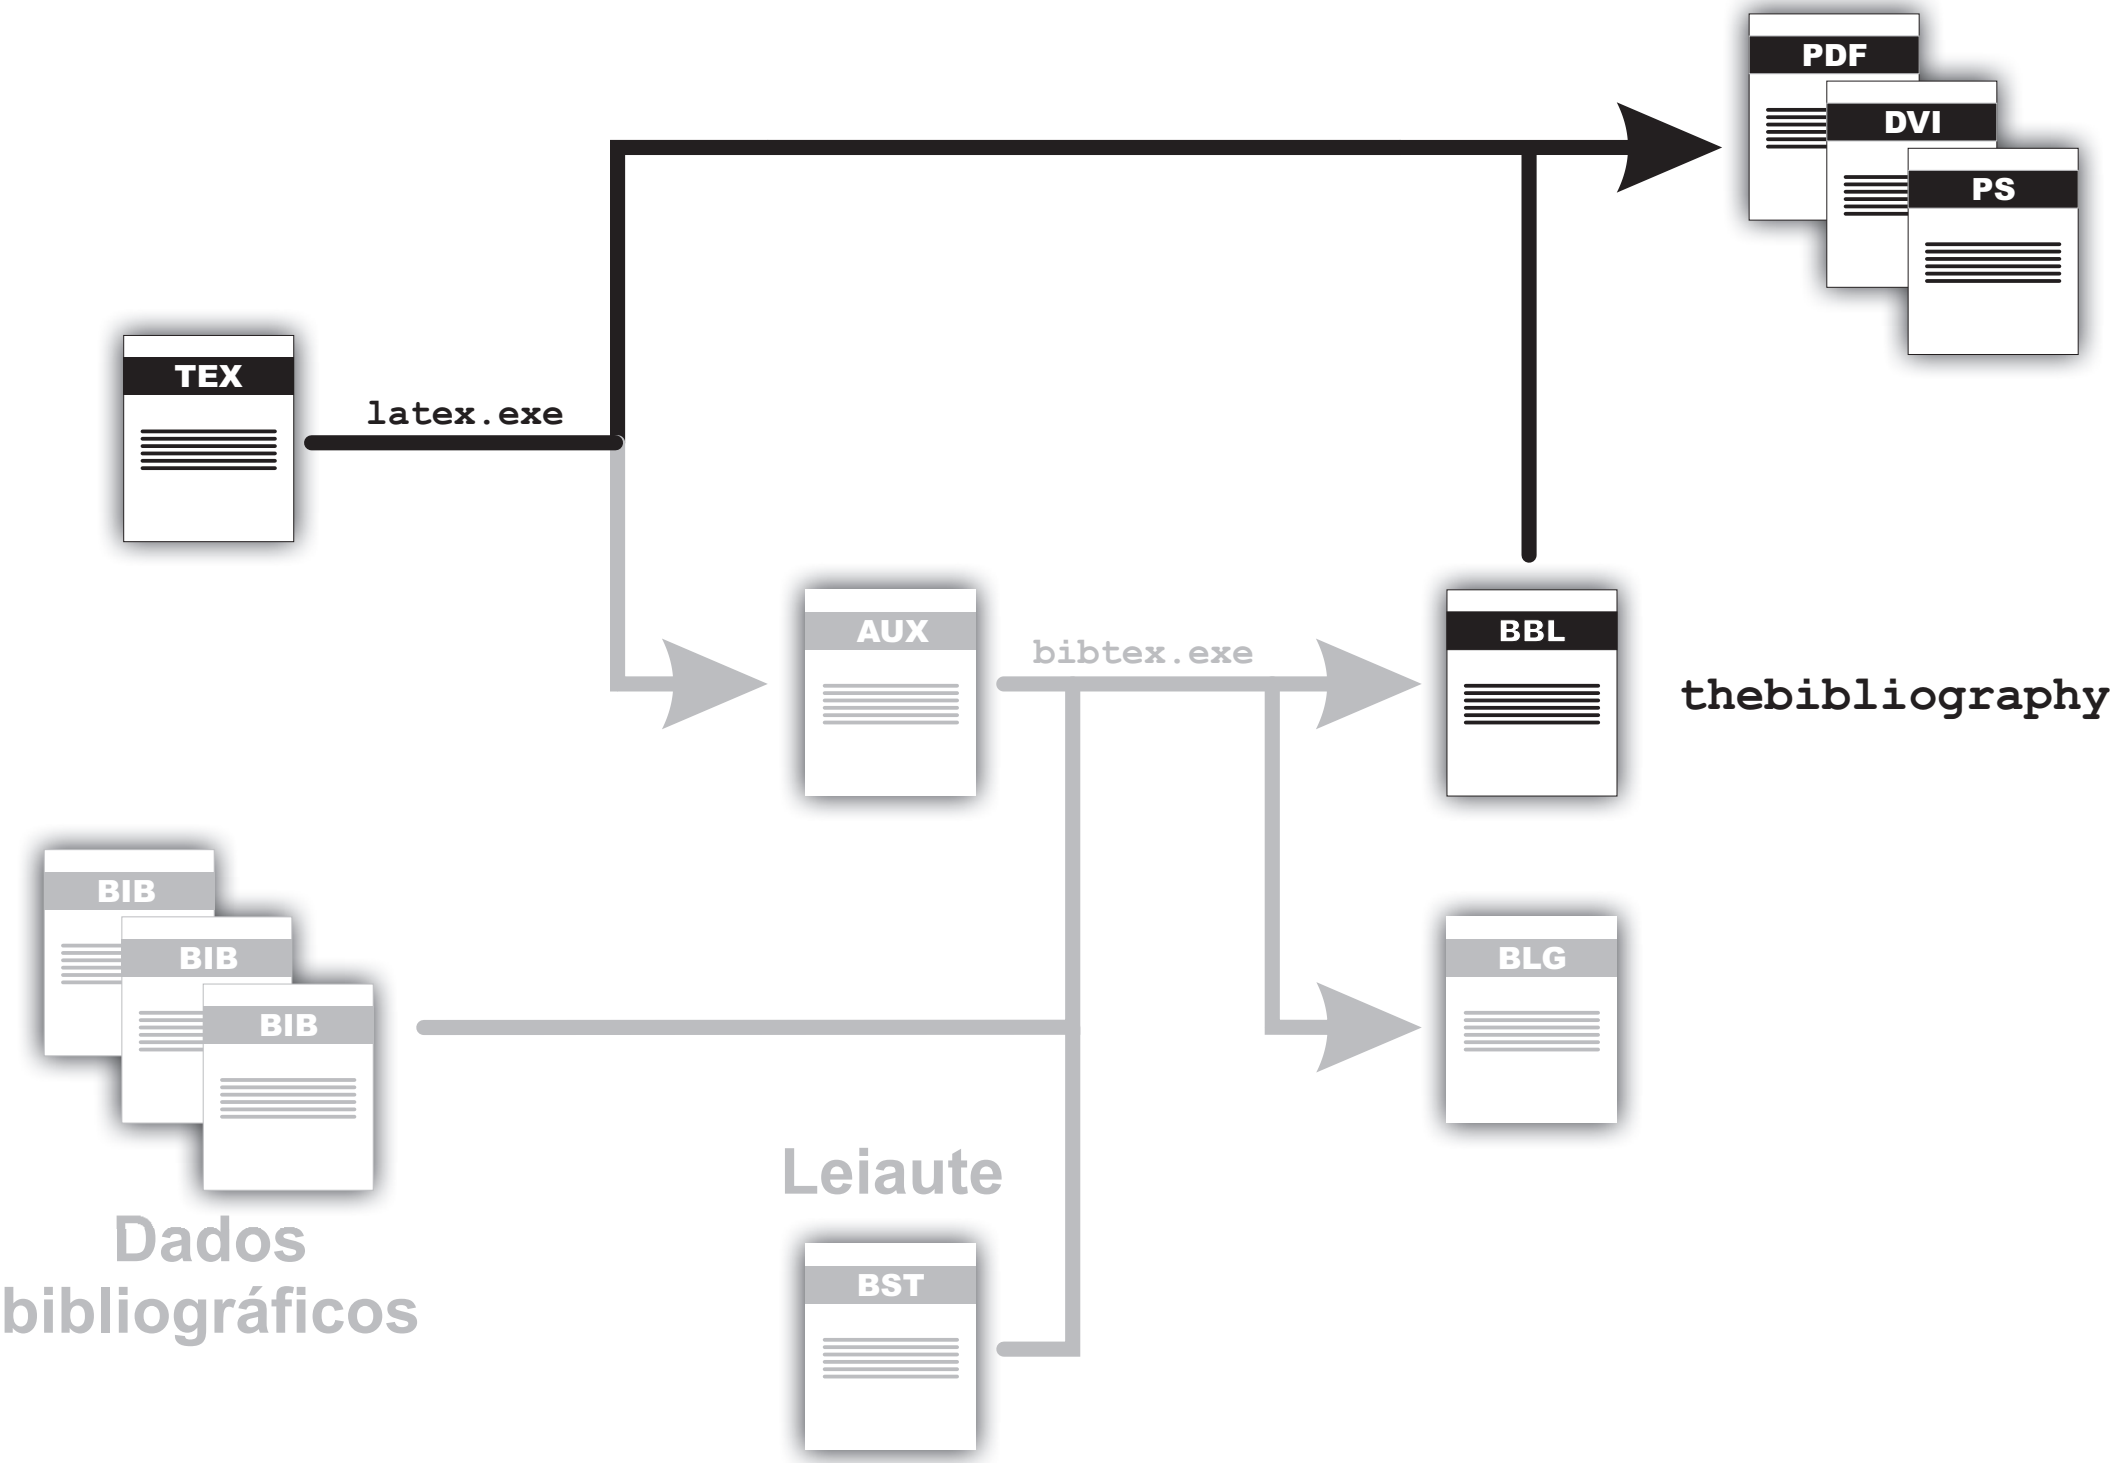 PDF
DVI
PS
TEX
latex.exe
AUX
bibtex.exe
BBL
thebibliography
BIB
BIB
BIB
BLG
Leiaute
Dados
bibliográficos
BST